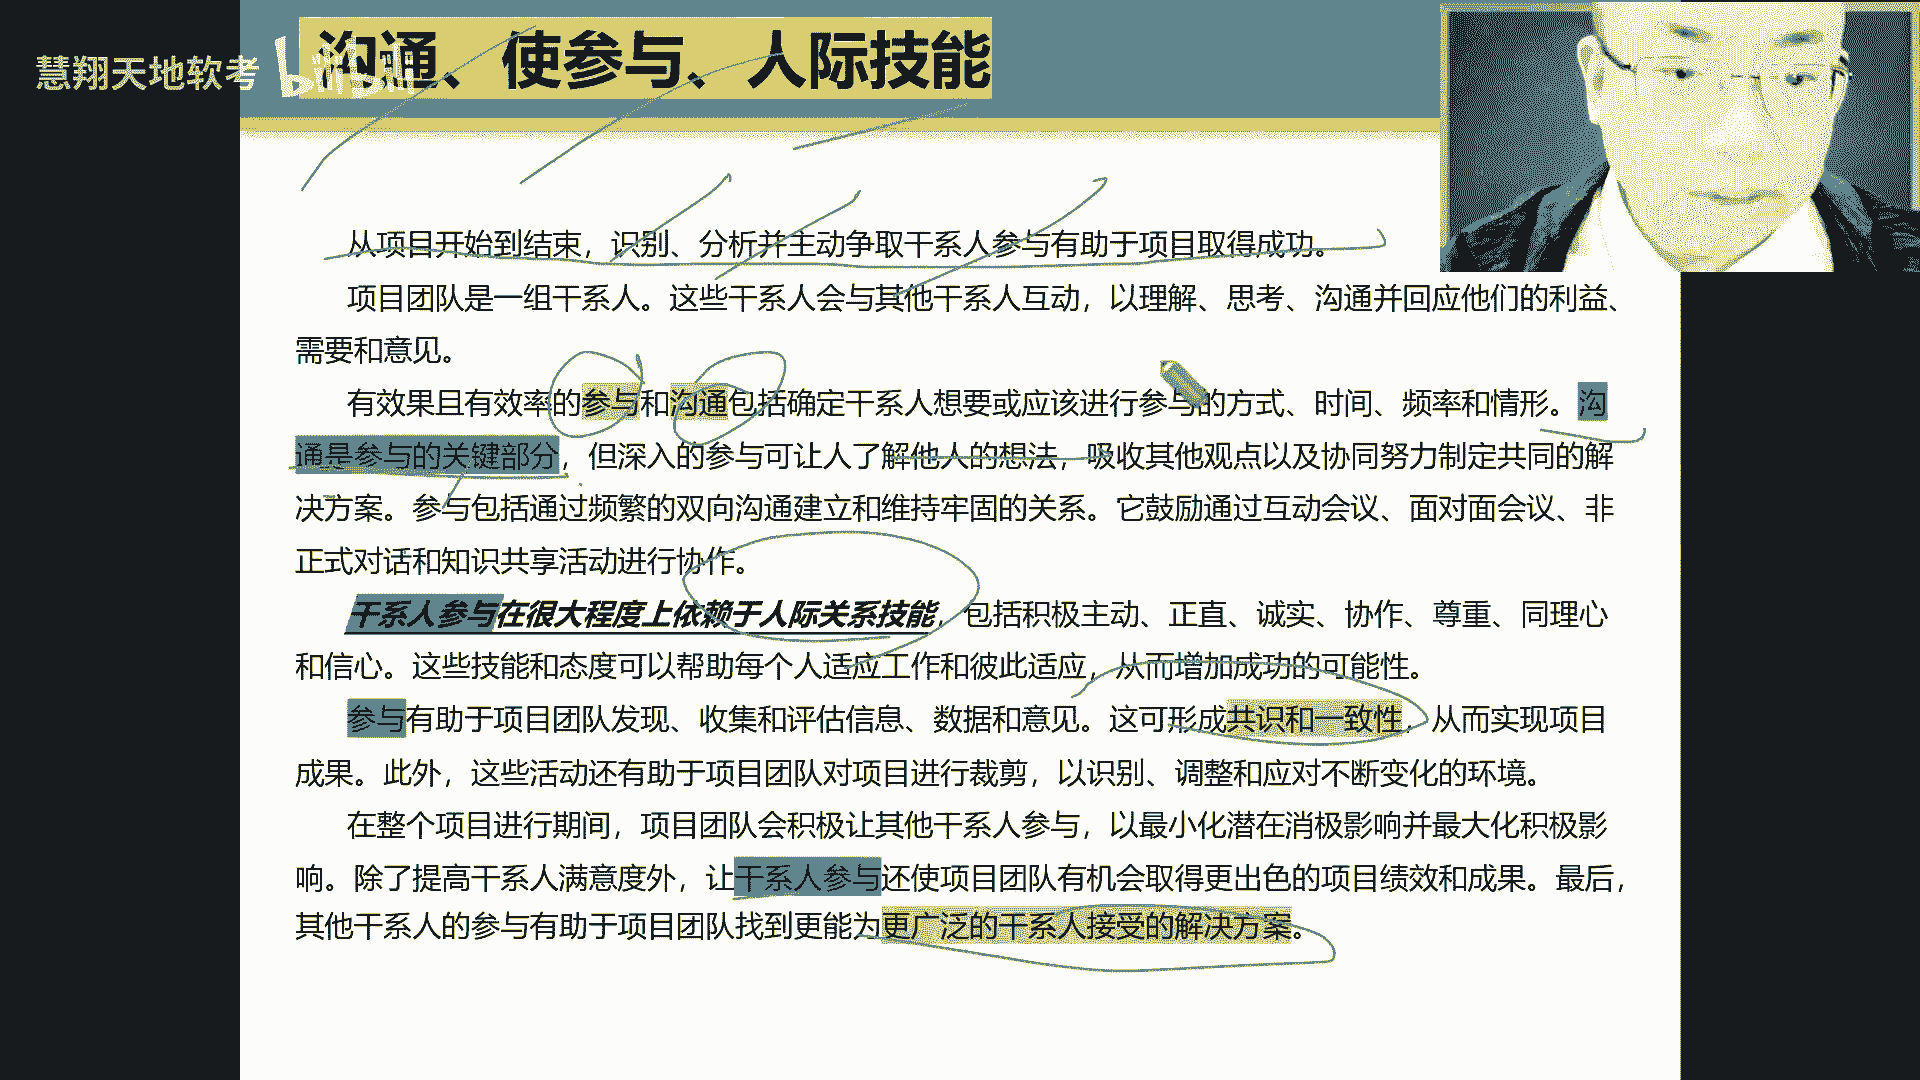 慧翔天地软考
bilibili
沟通、使参与、人际技能
从项目开始到结束，识别、分析并主动争取干系人参与有助于项目取得成功。
项目团队是一组干系人。这些干系人会与其他干系人互动，以理解、思考、沟通并回应他们的利益、
需要和意见。
有效果且有效率的参与和沟通包括确定干系人想要或应该进行参与的方式、时间、频率和情形。沟
通是参与的关键部分，但深入的参与可让人了解他人的想法，吸收其他观点以及协同努力制定共同的解
决方案。参与包括通过频繁的双向沟通建立和维持牢固的关系。它鼓励通过互动会议、面对面会议、非
正式对话和知识共享活动进行协作。
干系人参与在很大程度上依赖于人际关系技能，包括积极主动、正直、诚实、协作、尊重、同理心
和信心。这些技能和态度可以帮助每个人适应工作和彼此适应，从而增加成功的可能性。
参与有助于项目团队发现、收集和评估信息、数据和意见。这可形成共识和一致性，从而实现项目
成果。此外，这些活动还有助于项目团队对项目进行裁剪，以识别、调整和应对不断变化的环境。
在整个项目进行期间，项目团队会积极让其他干系人参与，以最小化潜在消极影响并最大化积极影
响。除了提高干系人满意度外，让干系人参与还使项目团队有机会取得更出色的项目绩效和成果。最后，
其他干系人的参与有助于项目团队找到更能为更广泛的干系人接受的解决方案。